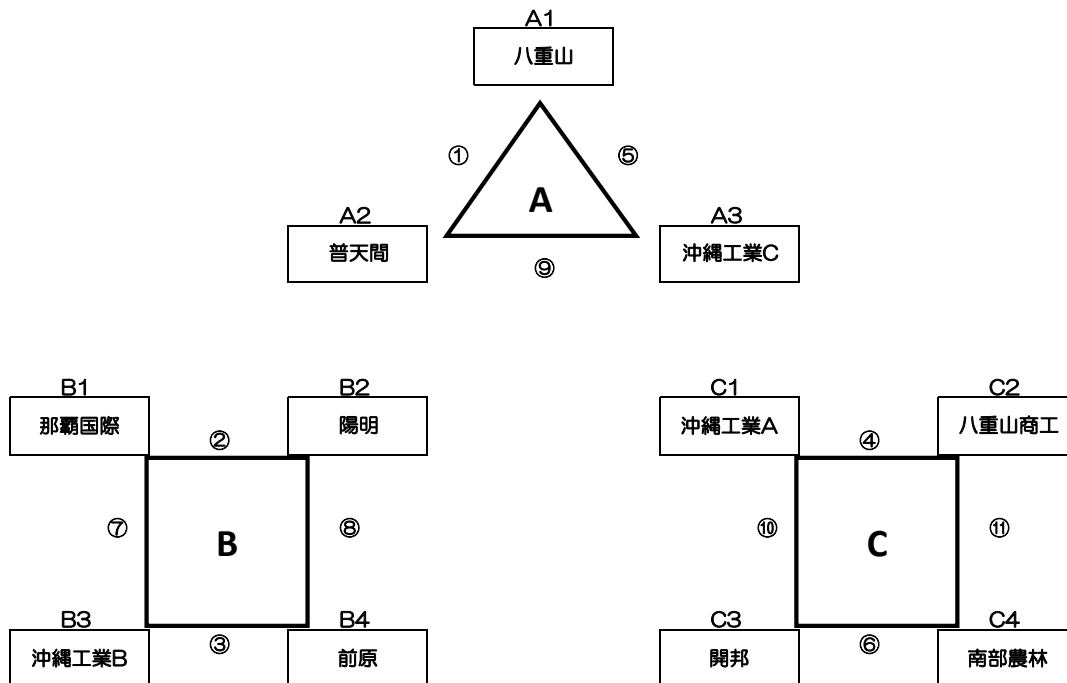 A1
八重山
①
⑤
A
A2
A3
普天間
沖縄工業C
⑨
B1
B2
C1
C2
那覇国際
陽明
沖縄工業A
八重山商工
②
④
⑦
B
⑧
⑩
C
⑪
B3
B4
C3
C4
沖縄工業B
③
前原
開邦
⑥
南部農林